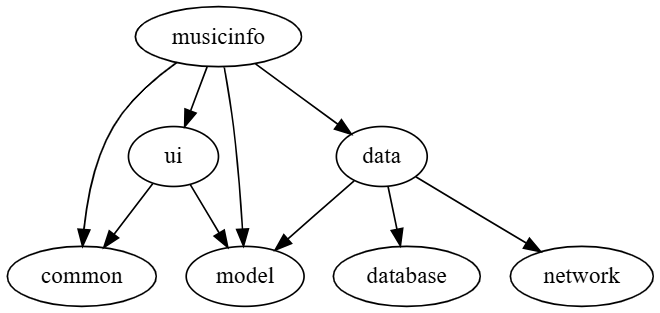 musicinfo
ui
data
common
model
database
network